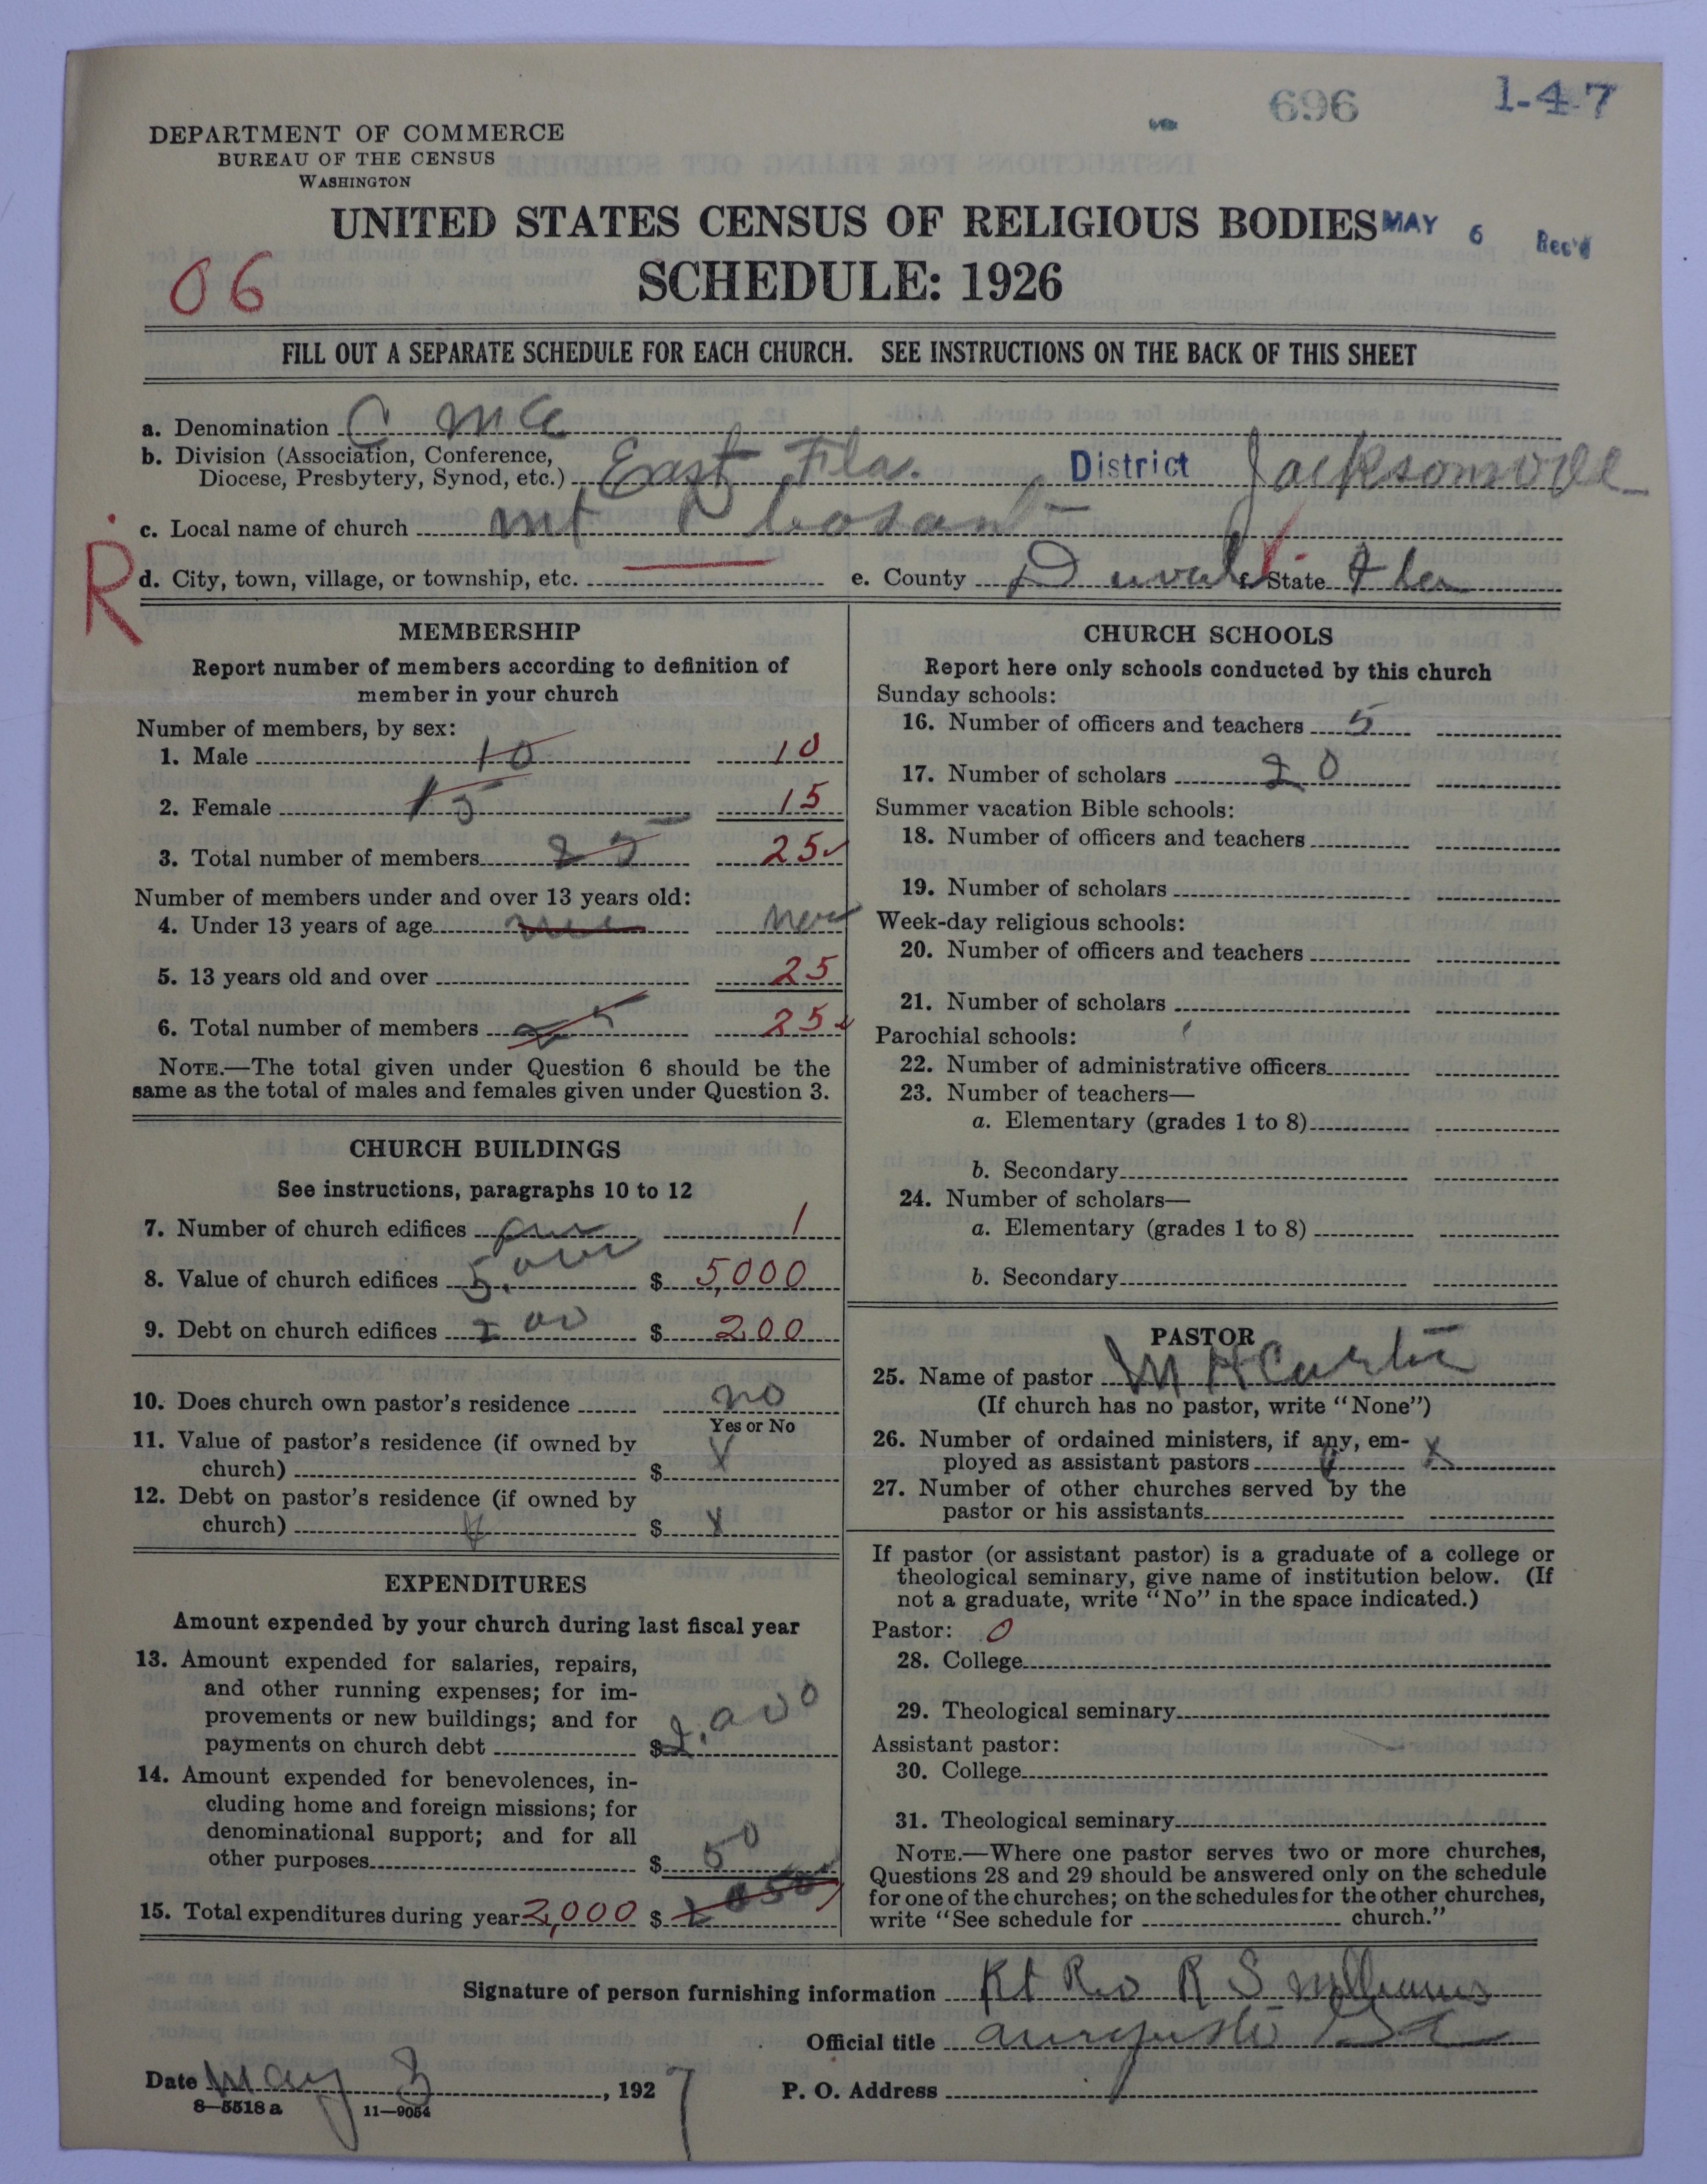 696
1-47
DEPARTMENT OF COMMERCE
BUREAU OF THE CENSUS
WASHINGTON
UNITED STATES CENSUS OF RELIGIOUS BODIES
MAY 6 Rec'd
SCHEDULE: 1926
06
FILL OUT A SEPARATE SCHEDULE FOR EACH CHURCH. SEE INSTRUCTIONS ON THE BACK OF THIS SHEET
a. Denomination C M E
b. Division (Association, Conference,
Diocese, Presbytery, Synod, etc.) East Fla. District Jacksonville
c. Local name of church Mt Pleasant
R
d. City, town, village, or township, etc. e. County Duval f. State Fla
MEMBERSHIP
Report number of members according to definition of
member in your church
Number of members, by sex:
1. Male 10 10
2. Female 15 15
3. Total number of members 25 25
Number of members under and over 13 years old:
4. Under 13 years of age
5. 13 years old and over 25
6. Total number of members 25 25
NOTE.—The total given under Question 6 should be the
same as the total of males and females given under Question 3.
CHURCH BUILDINGS
See instructions, paragraphs 10 to 12
7. Number of church edifices 1
8. Value of church edifices 5.000 $ 5,000
9. Debt on church edifices 200 $ 200
10. Does church own pastor's residence no
Yes or No
11. Value of pastor's residence (if owned by
church) $ X
12. Debt on pastor's residence (if owned by
church) X $ X
EXPENDITURES
Amount expended by your church during last fiscal year
13. Amount expended for salaries, repairs,
and other running expenses; for im-
provements or new buildings; and for
payments on church debt $ 2.000
14. Amount expended for benevolences, in-
cluding home and foreign missions; for
denominational support; and for all
other purposes $ 50
15. Total expenditures during year 2,000 $ 2050
CHURCH SCHOOLS
Report here only schools conducted by this church
Sunday schools:
16. Number of officers and teachers 5
17. Number of scholars 20
Summer vacation Bible schools:
18. Number of officers and teachers
19. Number of scholars
Week-day religious schools:
20. Number of officers and teachers
21. Number of scholars
Parochial schools:
22. Number of administrative officers
23. Number of teachers—
a. Elementary (grades 1 to 8)
b. Secondary
24. Number of scholars—
a. Elementary (grades 1 to 8)
b. Secondary
PASTOR
25. Name of pastor M H
(If church has no pastor, write "None")
26. Number of ordained ministers, if any, em-
ployed as assistant pastors X X
27. Number of other churches served by the
pastor or his assistants
If pastor (or assistant pastor) is a graduate of a college or
theological seminary, give name of institution below. (If
not a graduate, write "No" in the space indicated.)
Pastor: 0
28. College
29. Theological seminary
Assistant pastor:
30. College
31. Theological seminary
NOTE.—Where one pastor serves two or more churches,
Questions 28 and 29 should be answered only on the schedule
for one of the churches; on the schedules for the other churches,
write "See schedule for church."
Signature of person furnishing information Rt Rev R S Williams
Official title Augusta Ga
Date May 3, 1927 P. O. Address
8-5518 a 11-9054